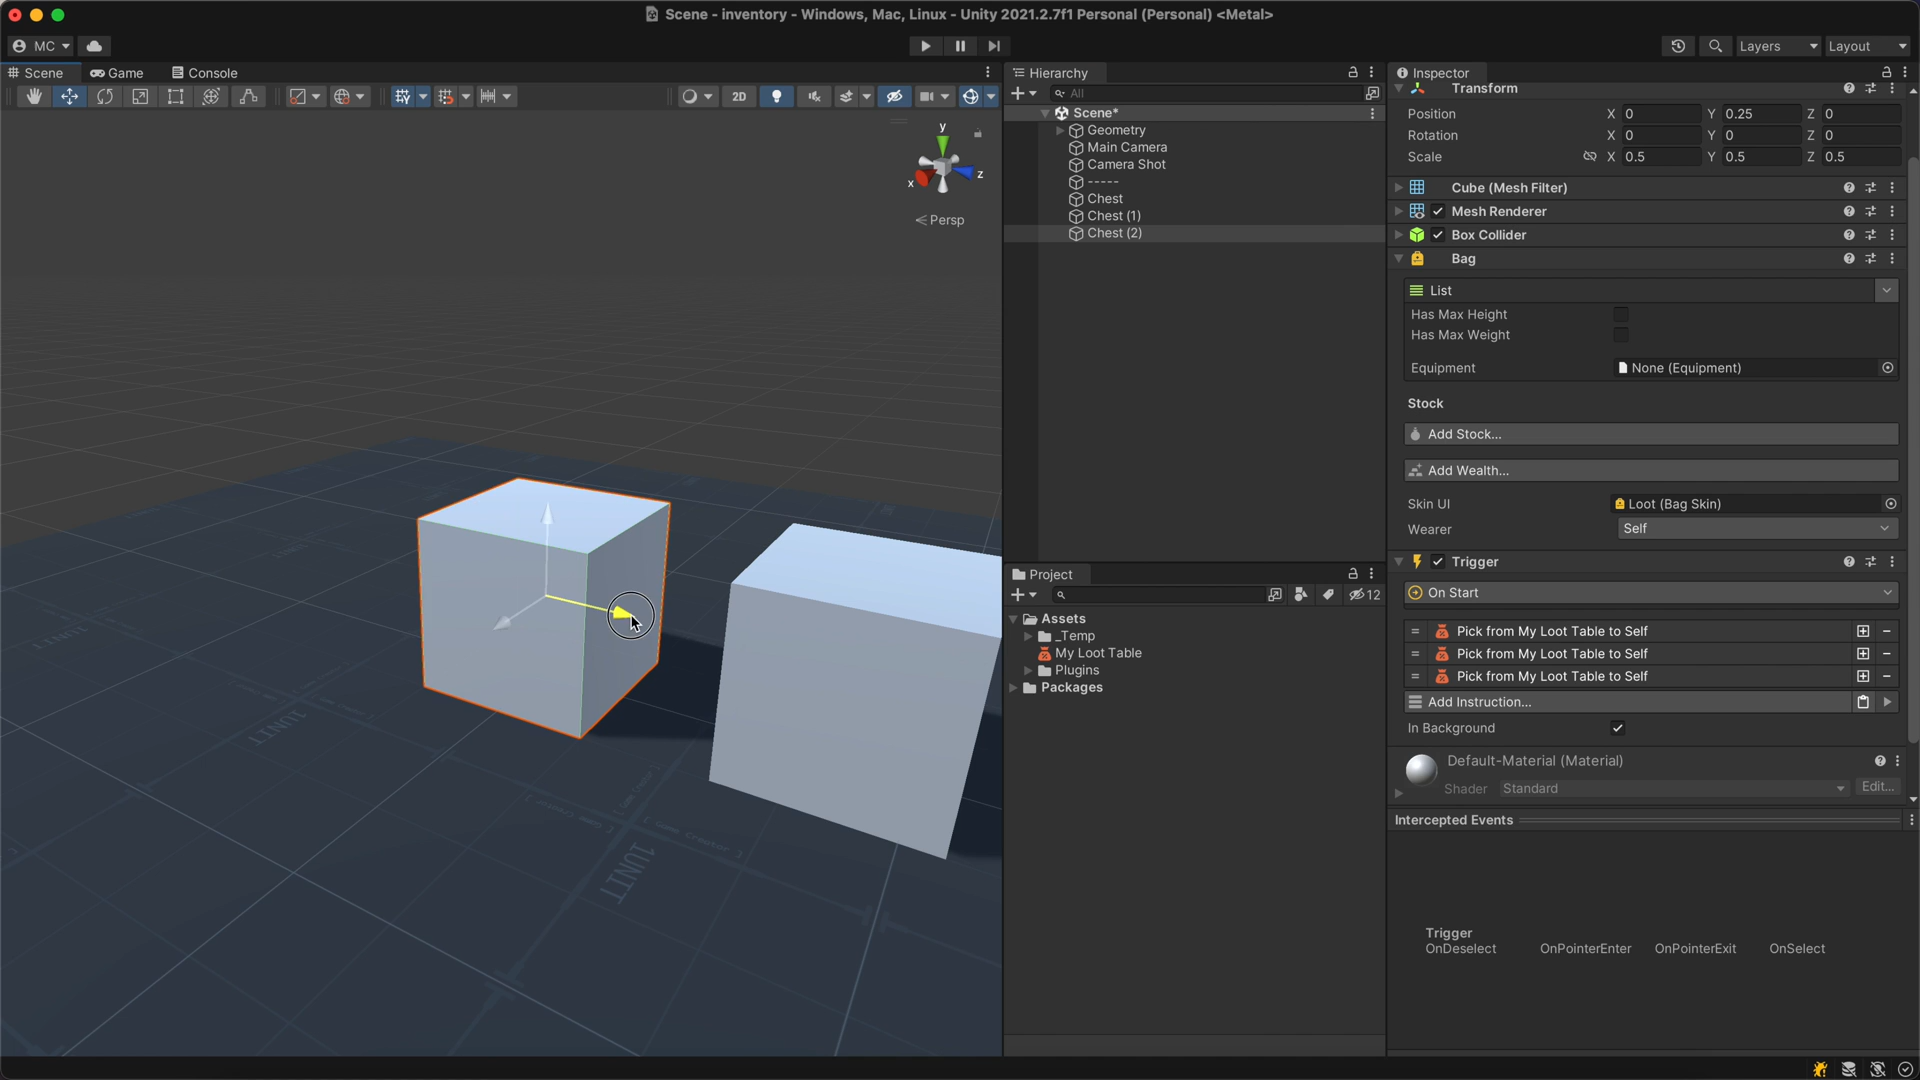 Scene - inventory - Windows, Mac, Linux - Unity 2021.2.7f1 Personal (Personal) <Metal>
MC
Layers
Layout
Scene
Game
Console
2D
y
x
z
Persp
1UNIT
1UNIT
1UNIT
Hierarchy
All
Scene*
Geometry
Main Camera
Camera Shot
-----
Chest
Chest (1)
Chest (2)
Project
12
Assets
_Temp
My Loot Table
Plugins
Packages
Inspector
Transform
Position X 0 Y 0.25 Z 0
Rotation X 0 Y 0 Z 0
Scale X 0.5 Y 0.5 Z 0.5
Cube (Mesh Filter)
Mesh Renderer
Box Collider
Bag
List
Has Max Height
Has Max Weight
Equipment None (Equipment)
Stock
Add Stock...
Add Wealth...
Skin UI Loot (Bag Skin)
Wearer Self
Trigger
On Start
Pick from My Loot Table to Self
Pick from My Loot Table to Self
Pick from My Loot Table to Self
Add Instruction...
In Background
Default-Material (Material)
Shader Standard Edit...
Intercepted Events
Trigger
OnDeselect OnPointerEnter OnPointerExit OnSelect